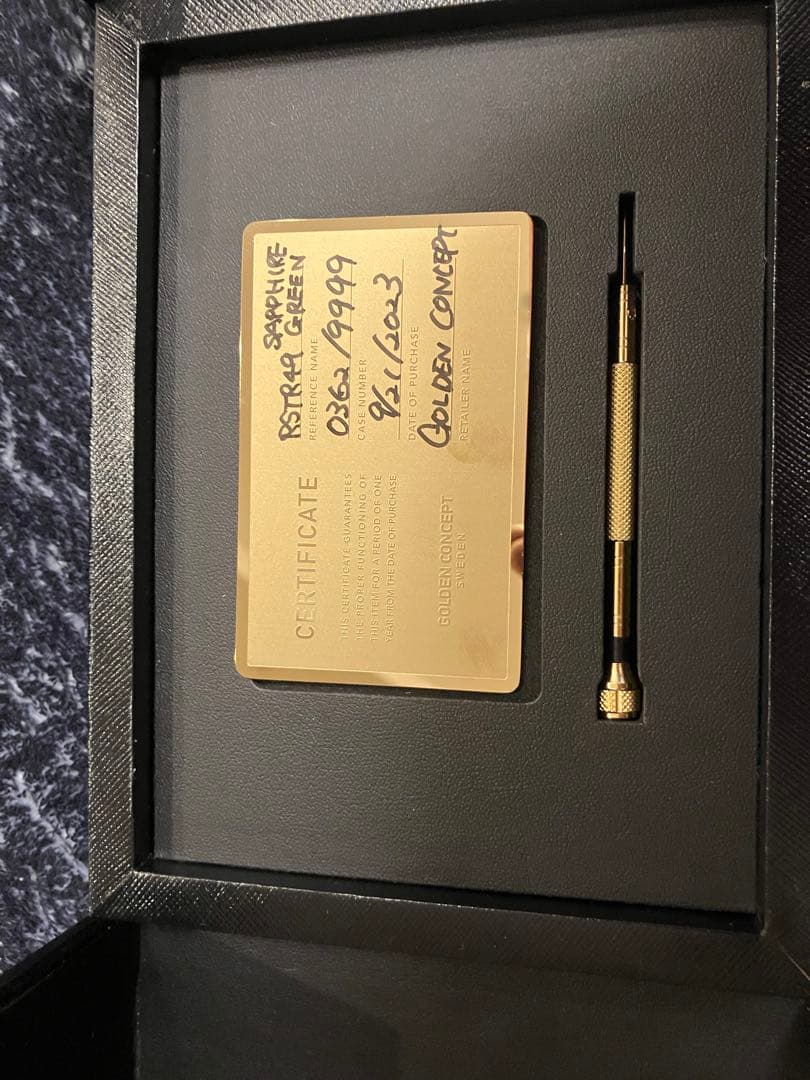 CERTIFICATE
THIS CERTIFICATE GUARANTEES
THE PROPER FUNCTIONING OF
THIS ITEM FOR A PERIOD OF ONE
YEAR FROM THE DATE OF PURCHASE
GOLDEN CONCEPT
SWEDEN
SAPPHIRE
RSTR49 GREEN
REFERENCE NAME
0362/9999
CASE NUMBER
9/21/2023
DATE OF PURCHASE
GOLDEN CONCEPT
RETAILER NAME